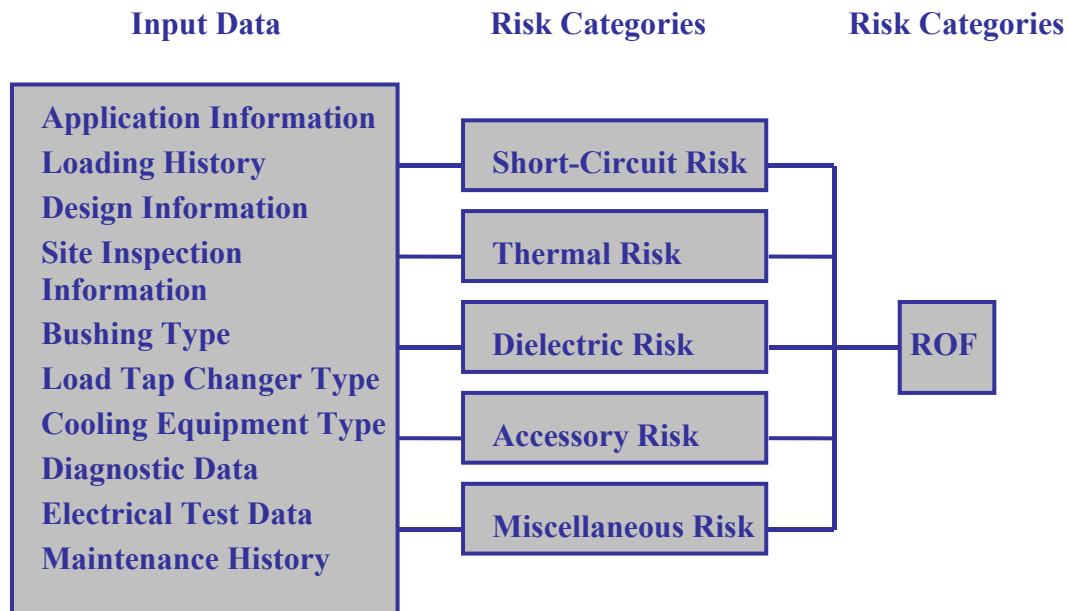 Input Data
Risk Categories
Risk Categories
Application Information
Loading History
Design Information
Site Inspection
Information
Bushing Type
Load Tap Changer Type
Cooling Equipment Type
Diagnostic Data
Electrical Test Data
Maintenance History
Short-Circuit Risk
Thermal Risk
Dielectric Risk
Accessory Risk
Miscellaneous Risk
ROF